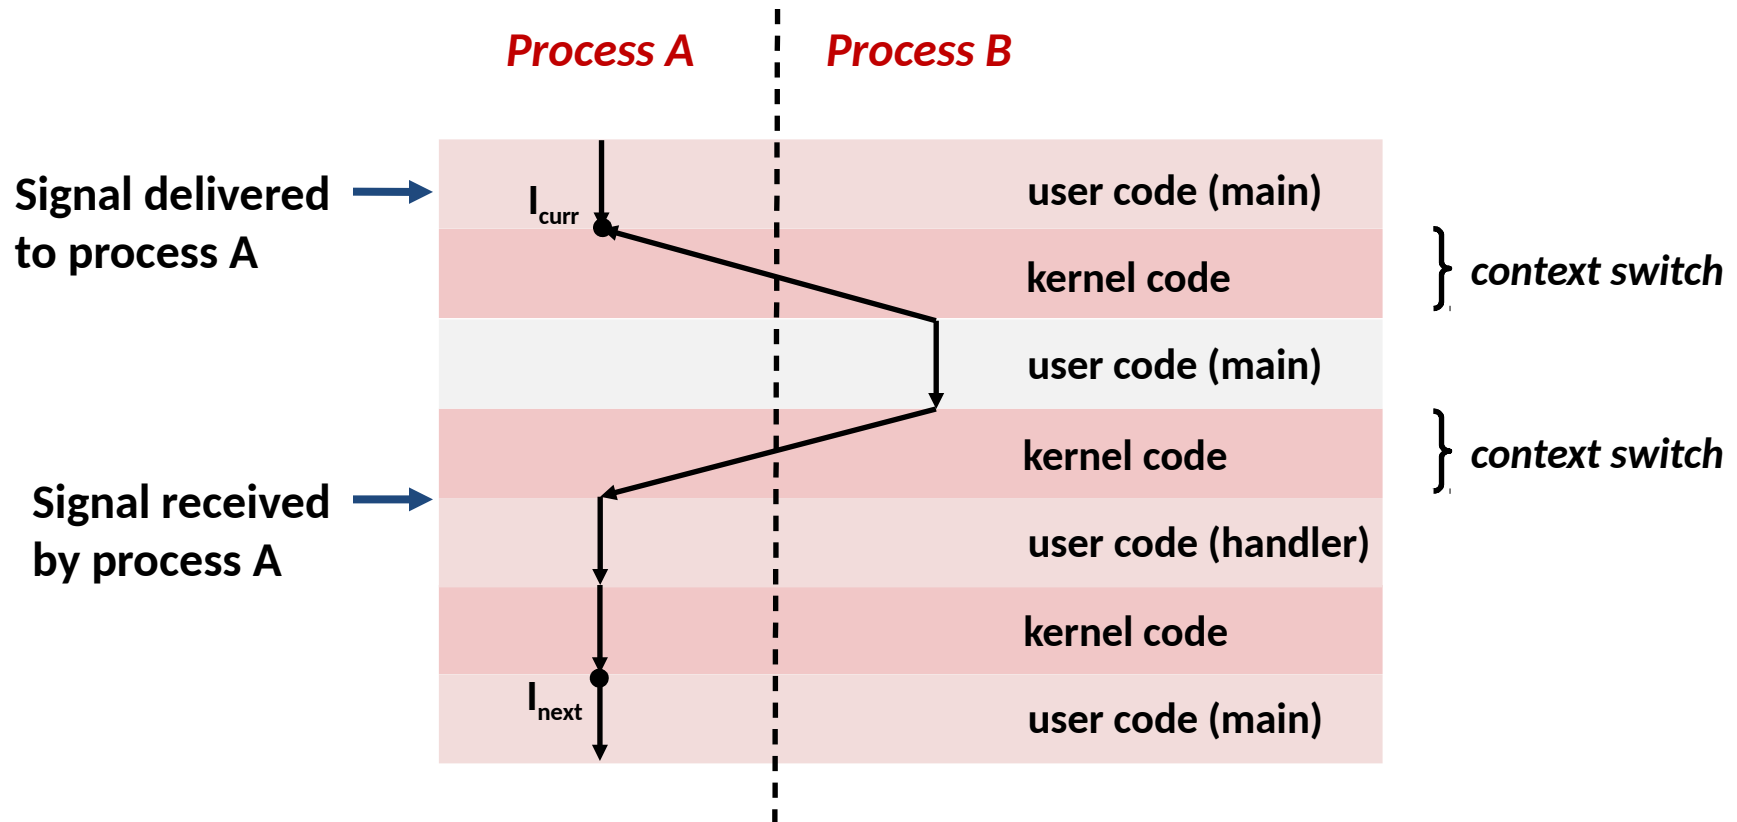 Process A
Process B
Signal delivered
to process A
Icurr
user code (main)
kernel code
context switch
user code (main)
kernel code
context switch
Signal received
by process A
user code (handler)
kernel code
Inext
user code (main)